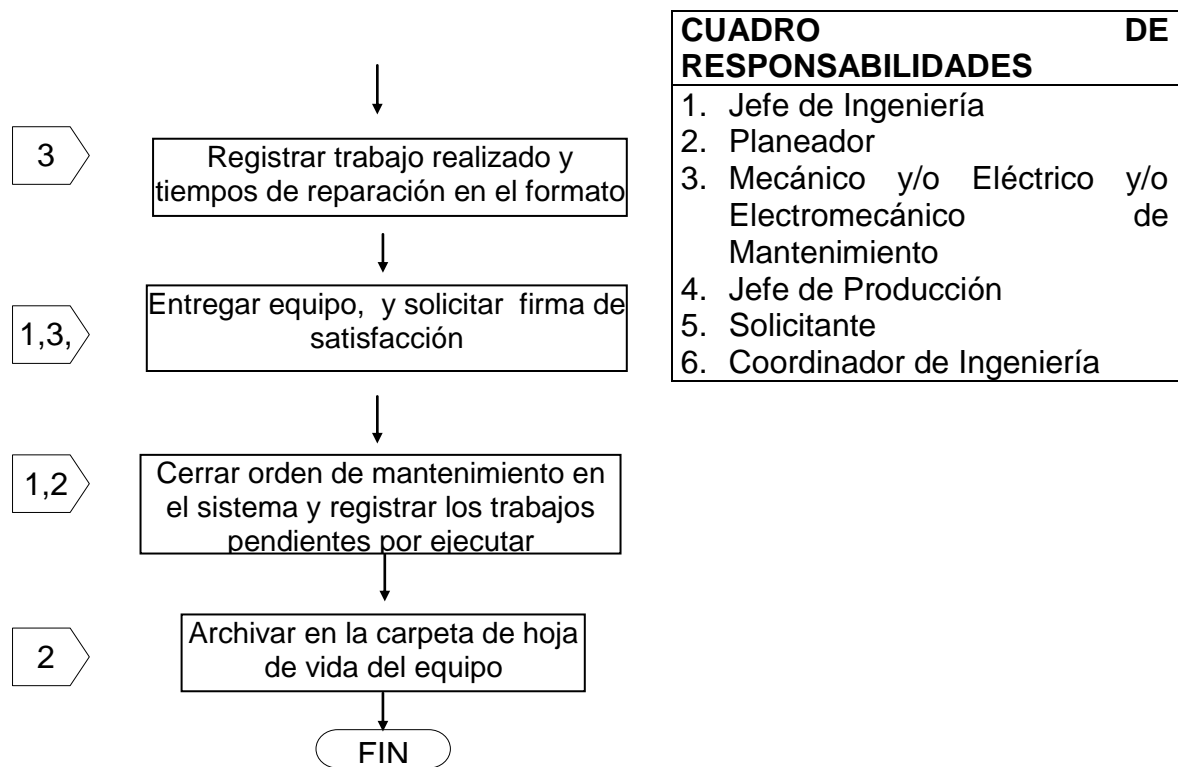 CUADRO DE
RESPONSABILIDADES
1. Jefe de Ingeniería
2. Planeador
3. Mecánico y/o Eléctrico y/o
Electromecánico de
Mantenimiento
4. Jefe de Producción
5. Solicitante
6. Coordinador de Ingeniería
3
Registrar trabajo realizado y
tiempos de reparación en el formato
1,3,
Entregar equipo, y solicitar firma de
satisfacción
1,2
Cerrar orden de mantenimiento en
el sistema y registrar los trabajos
pendientes por ejecutar
2
Archivar en la carpeta de hoja
de vida del equipo
FIN